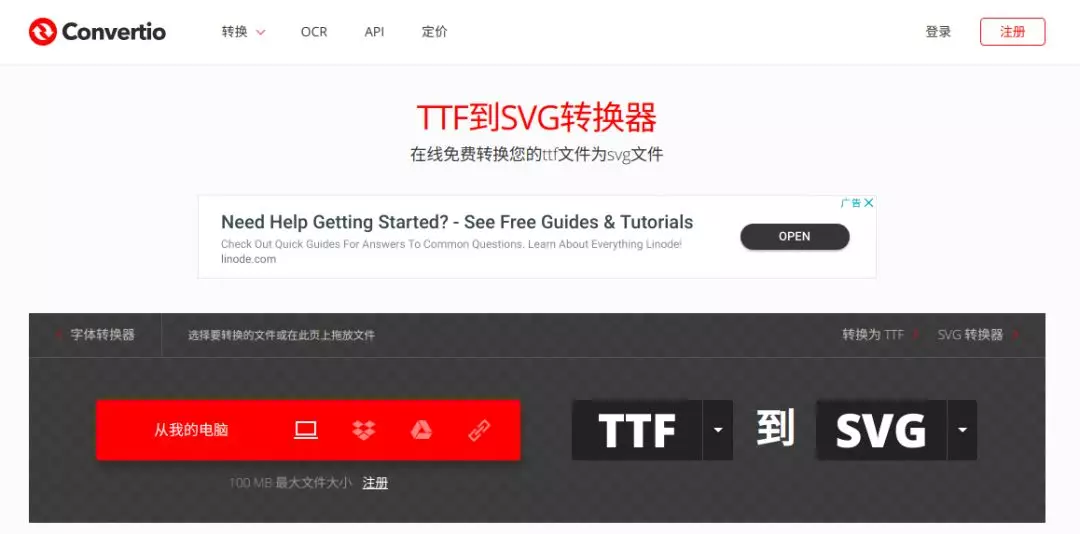 Convertio 转换 OCR API 定价 登录 注册
TTF到SVG转换器
在线免费转换您的ttf文件为svg文件
广告
Need Help Getting Started? - See Free Guides & Tutorials
Check Out Quick Guides For Answers To Common Questions. Learn About Everything Linode!
linode.com
OPEN
字体转换器 选择要转换的文件或在此页上拖放文件 转换为 TTF SVG 转换器
从我的电脑 TTF 到 SVG
100 MB 最大文件大小 注册